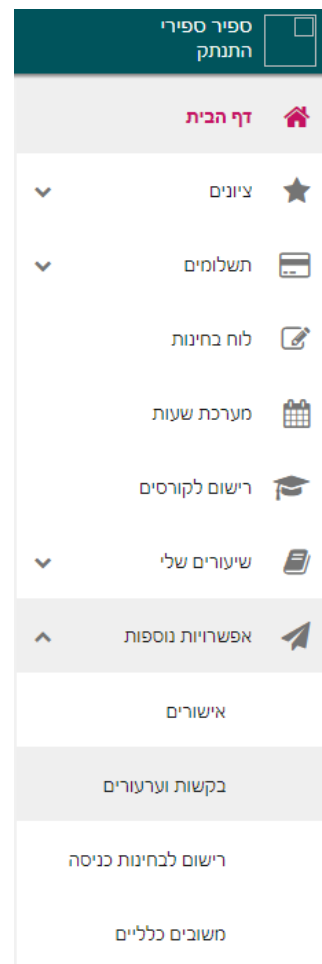 ספיר ספירי
התנתק
דף הבית
ציונים
תשלומים
לוח בחינות
מערכת שעות
רישום לקורסים
שיעורים שלי
אפשרויות נוספות
אישורים
בקשות וערעורים
רישום לבחינות כניסה
משובים כלליים